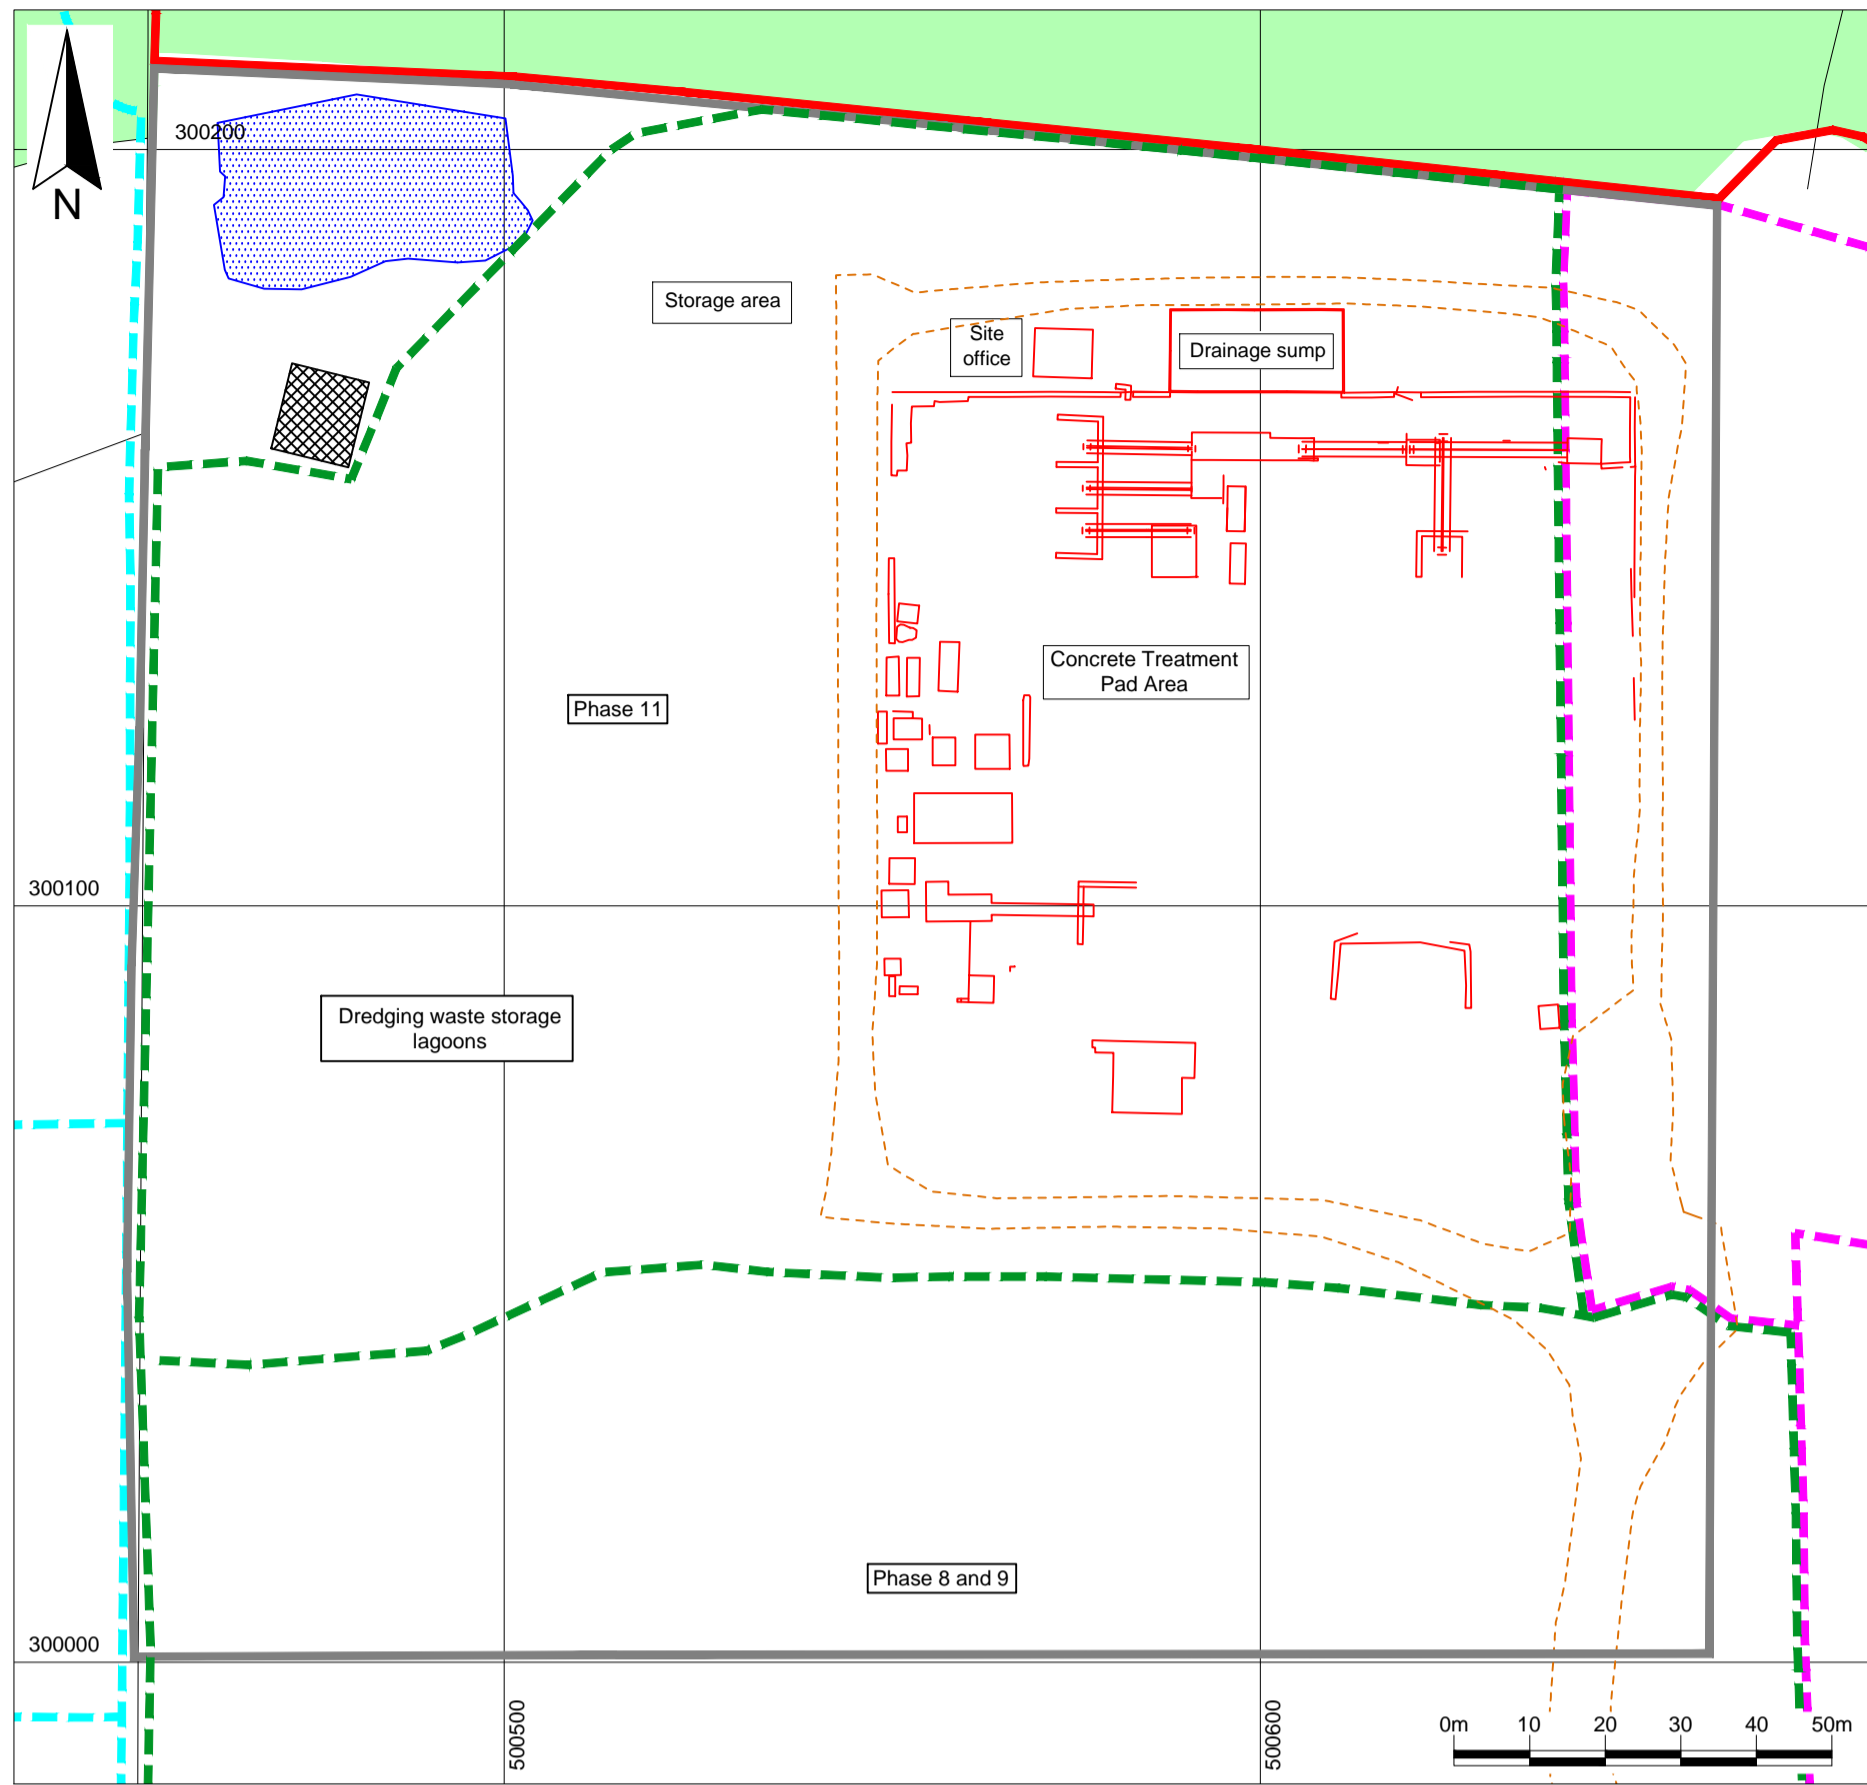 300200
N
Storage area
Site
office
Drainage sump
Concrete Treatment
Pad Area
Phase 11
300100
Dredging waste storage
lagoons
Phase 8 and 9
300000
500500
500600
0m 10 20 30 40 50m